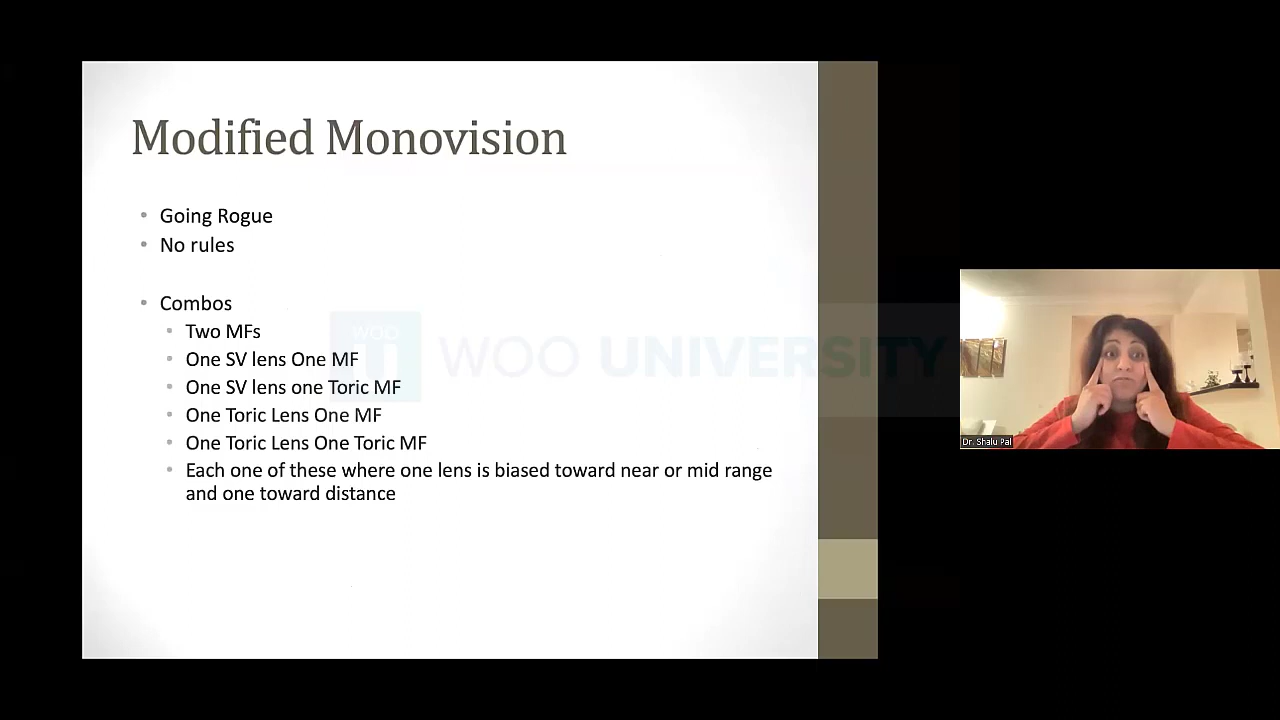 Modified Monovision
• Going Rogue
• No rules
• Combos
• Two MFs
• One SV lens One MF
• One SV lens one Toric MF
• One Toric Lens One MF
• One Toric Lens One Toric MF
• Each one of these where one lens is biased toward near or mid range
and one toward distance
WOO
WOO UNIVERSITY
Dr. Shalu Pal